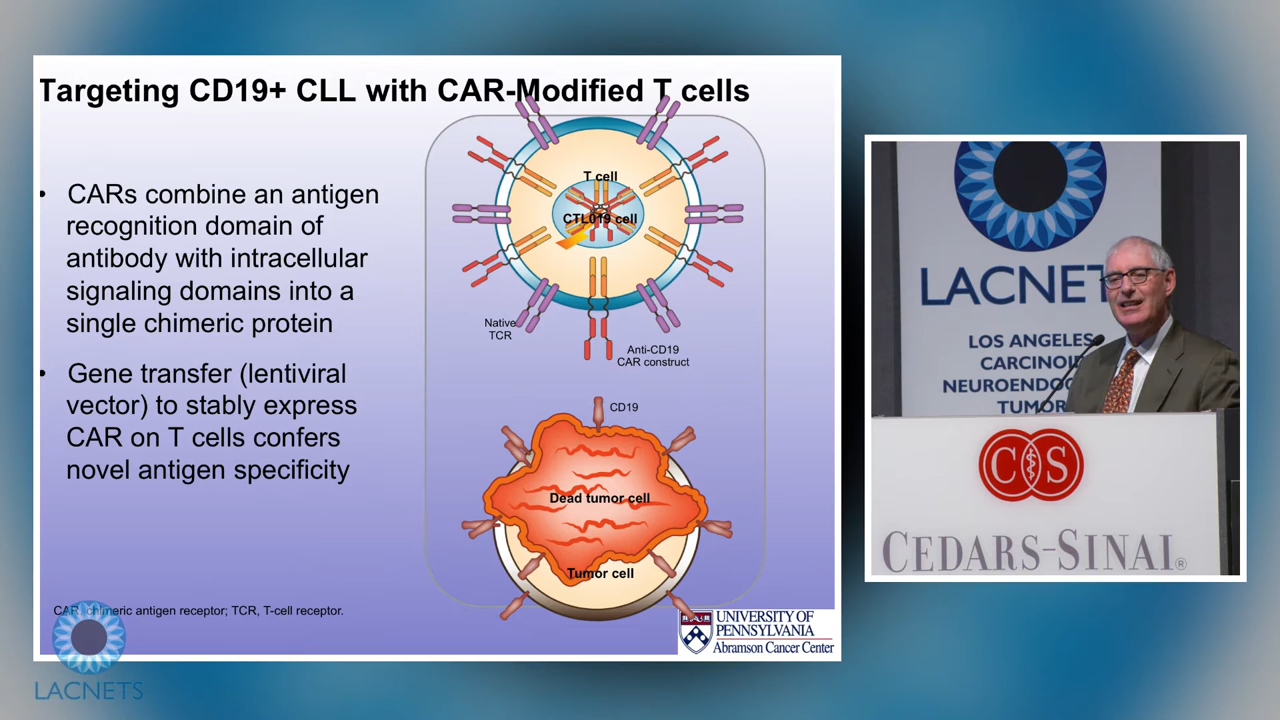 Targeting CD19+ CLL with CAR-Modified T cells
• CARs combine an antigen
recognition domain of
antibody with intracellular
signaling domains into a
single chimeric protein
• Gene transfer (lentiviral
vector) to stably express
CAR on T cells confers
novel antigen specificity
T cell
CTL019 cell
Native
TCR
Anti-CD19
CAR construct
CD19
Dead tumor cell
Tumor cell
CAR, chimeric antigen receptor; TCR, T-cell receptor.
UNIVERSITY OF
PENNSYLVANIA
Abramson Cancer Center
LACNETS
LACNET
LOS ANGELES
CARCINOID
NEUROENDOC
TUMOR
CS
CEDARS-SINAI®